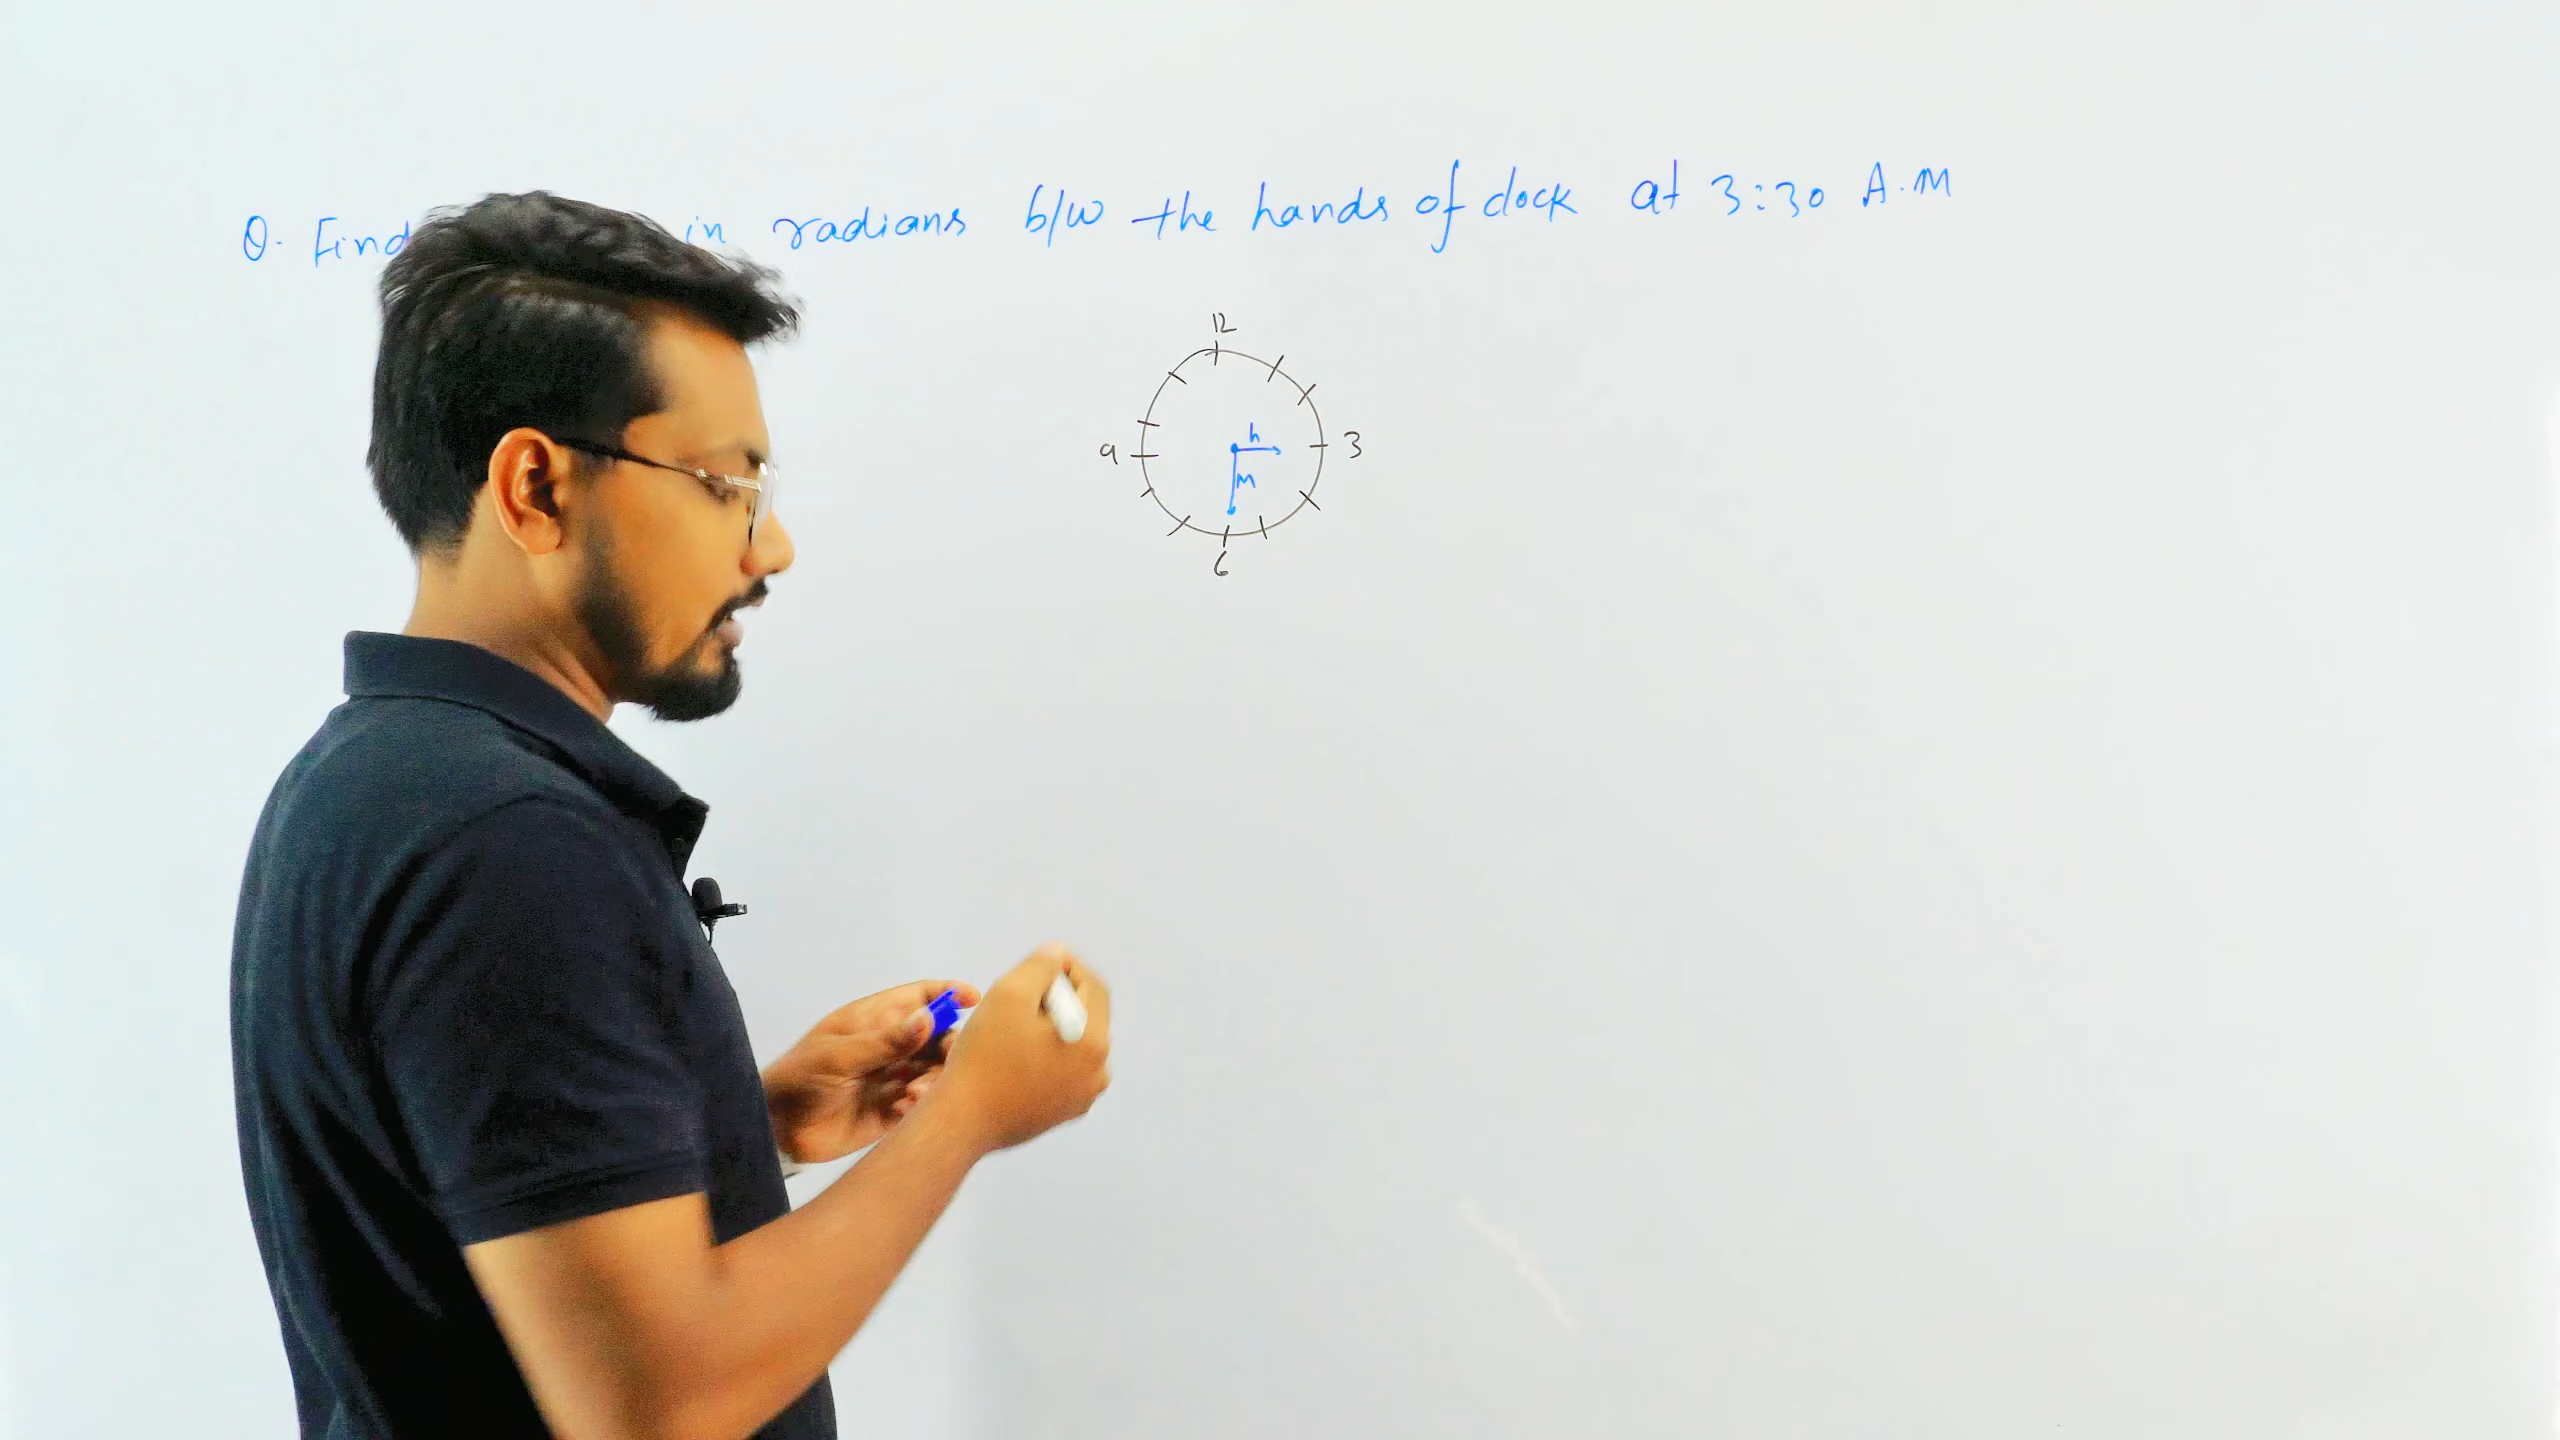 Q. Find in radians b/w the hands of clock at 3:30 A.M
12
h
9 3
M
6